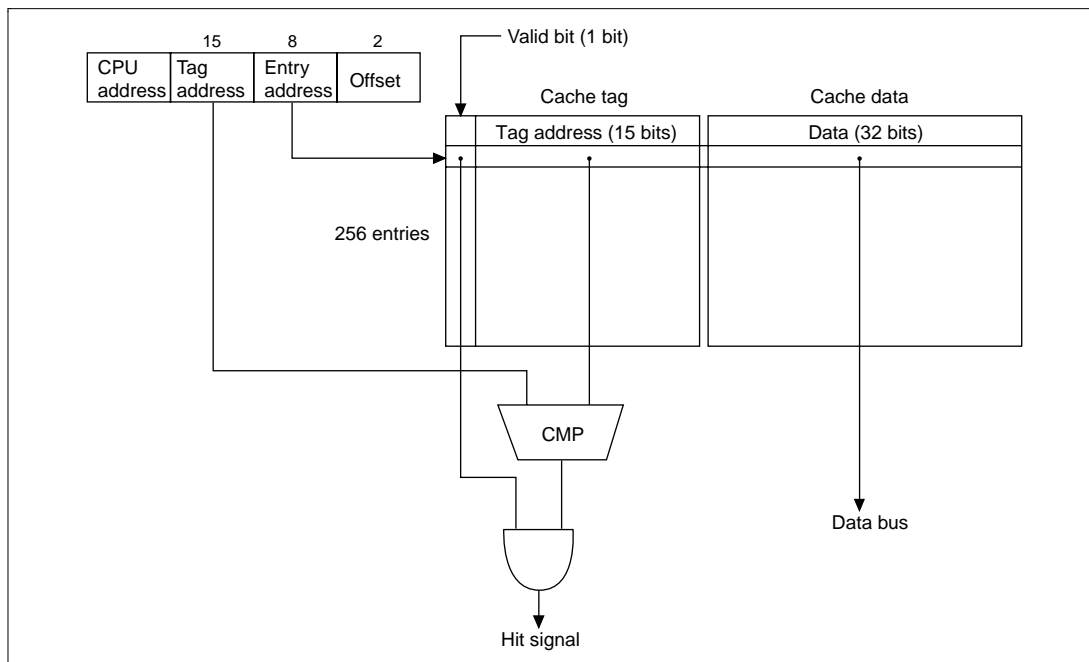 15 8 2
Valid bit (1 bit)
CPU address
Tag address
Entry address
Offset
Cache tag
Cache data
Tag address (15 bits)
Data (32 bits)
256 entries
CMP
Data bus
Hit signal